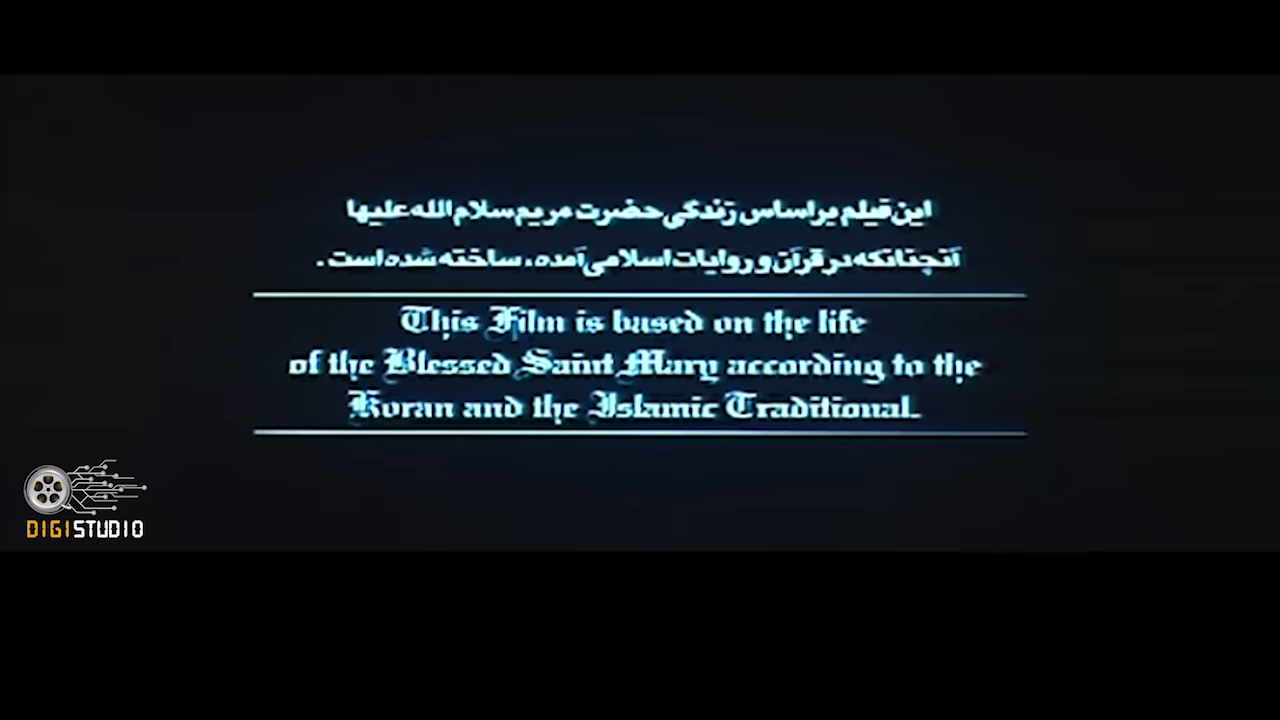 این فیلم براساس زندگی حضرت مریم سلام الله علیها
آنچنانکه در قرآن و روایات اسلامی آمده، ساخته شده است.
This Film is based on the life
of the Blessed Saint Mary according to the
Koran and the Islamic Traditional.
DIGISTUDIO